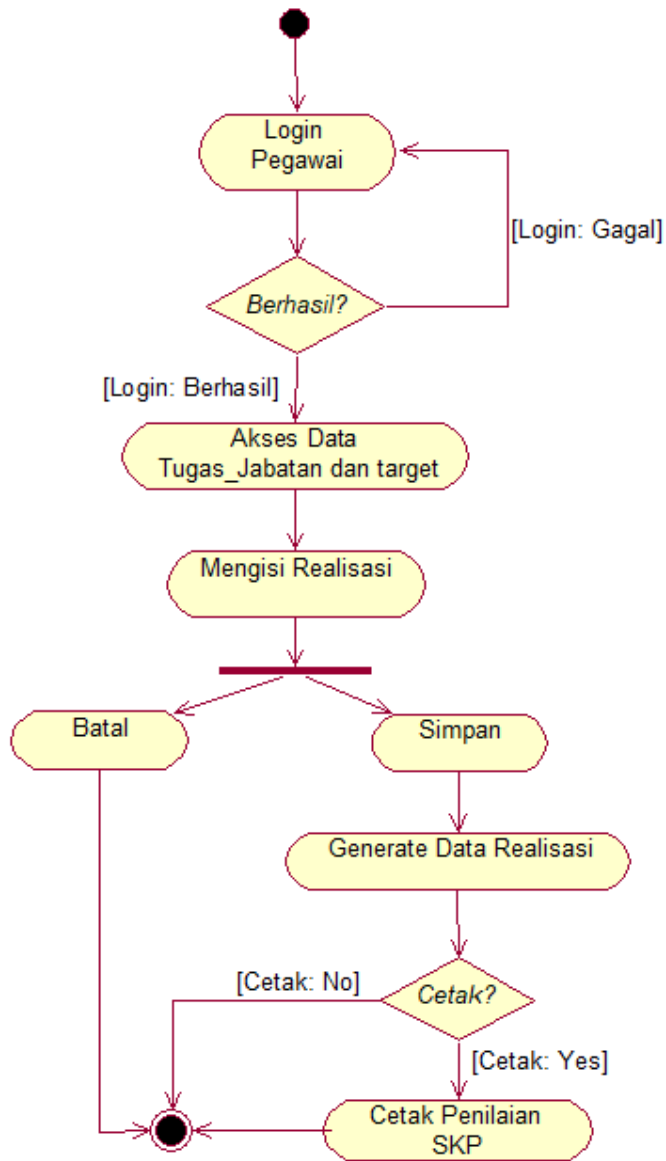 Login
Pegawai
[Login: Gagal]
Berhasil?
[Login: Berhasil]
Akses Data
Tugas_Jabatan dan target
Mengisi Realisasi
Batal
Simpan
Generate Data Realisasi
[Cetak: No]
Cetak?
[Cetak: Yes]
Cetak Penilaian
SKP